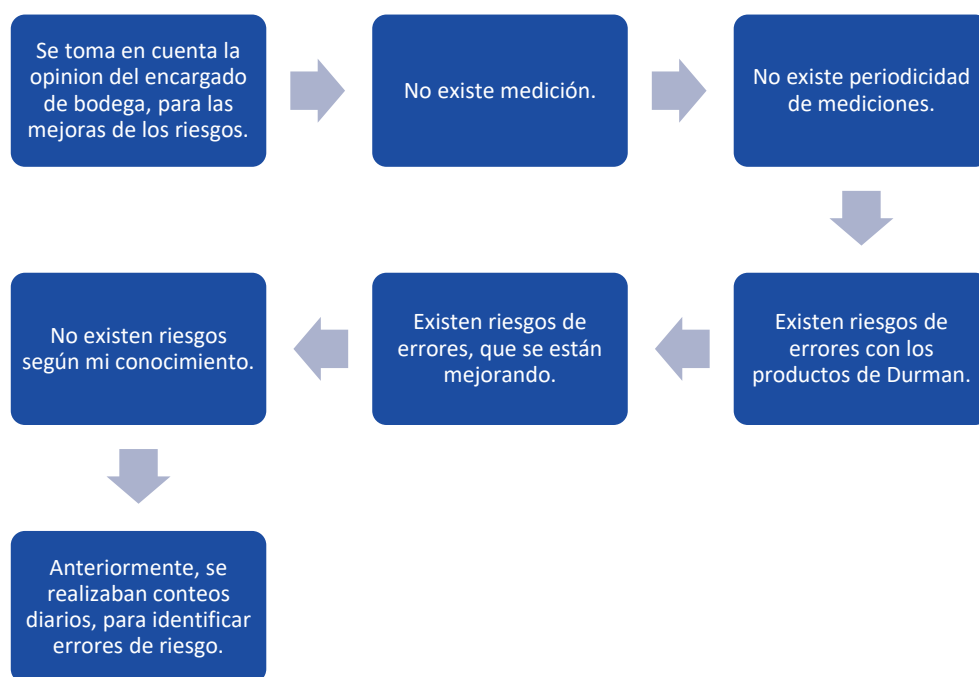 Se toma en cuenta la
opinion del encargado
de bodega, para las
mejoras de los riesgos.
No existe medición.
No existe periodicidad
de mediciones.
Existen riesgos de
errores con los
productos de Durman.
Existen riesgos de
errores, que se están
mejorando.
No existen riesgos
según mi conocimiento.
Anteriormente, se
realizaban conteos
diarios, para identificar
errores de riesgo.